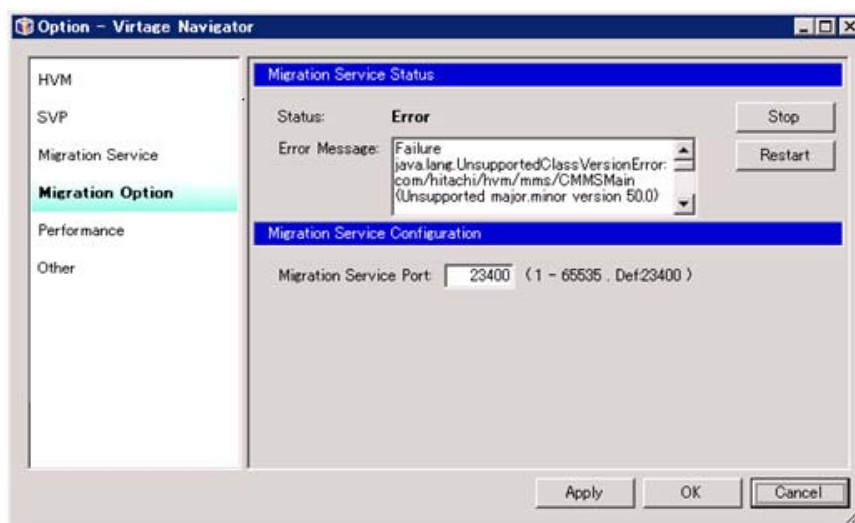 Option - Virtage Navigator
HVM
SVP
Migration Service
Migration Option
Performance
Other
Migration Service Status
Status: Error
Stop
Error Message:
Failure
java.lang.UnsupportedClassVersionError:
com/hitachi/hvm/mms/CMMSMain
(Unsupported major.minor version 50.0)
Restart
Migration Service Configuration
Migration Service Port: 23400 (1 - 65535 . Def:23400 )
Apply
OK
Cancel